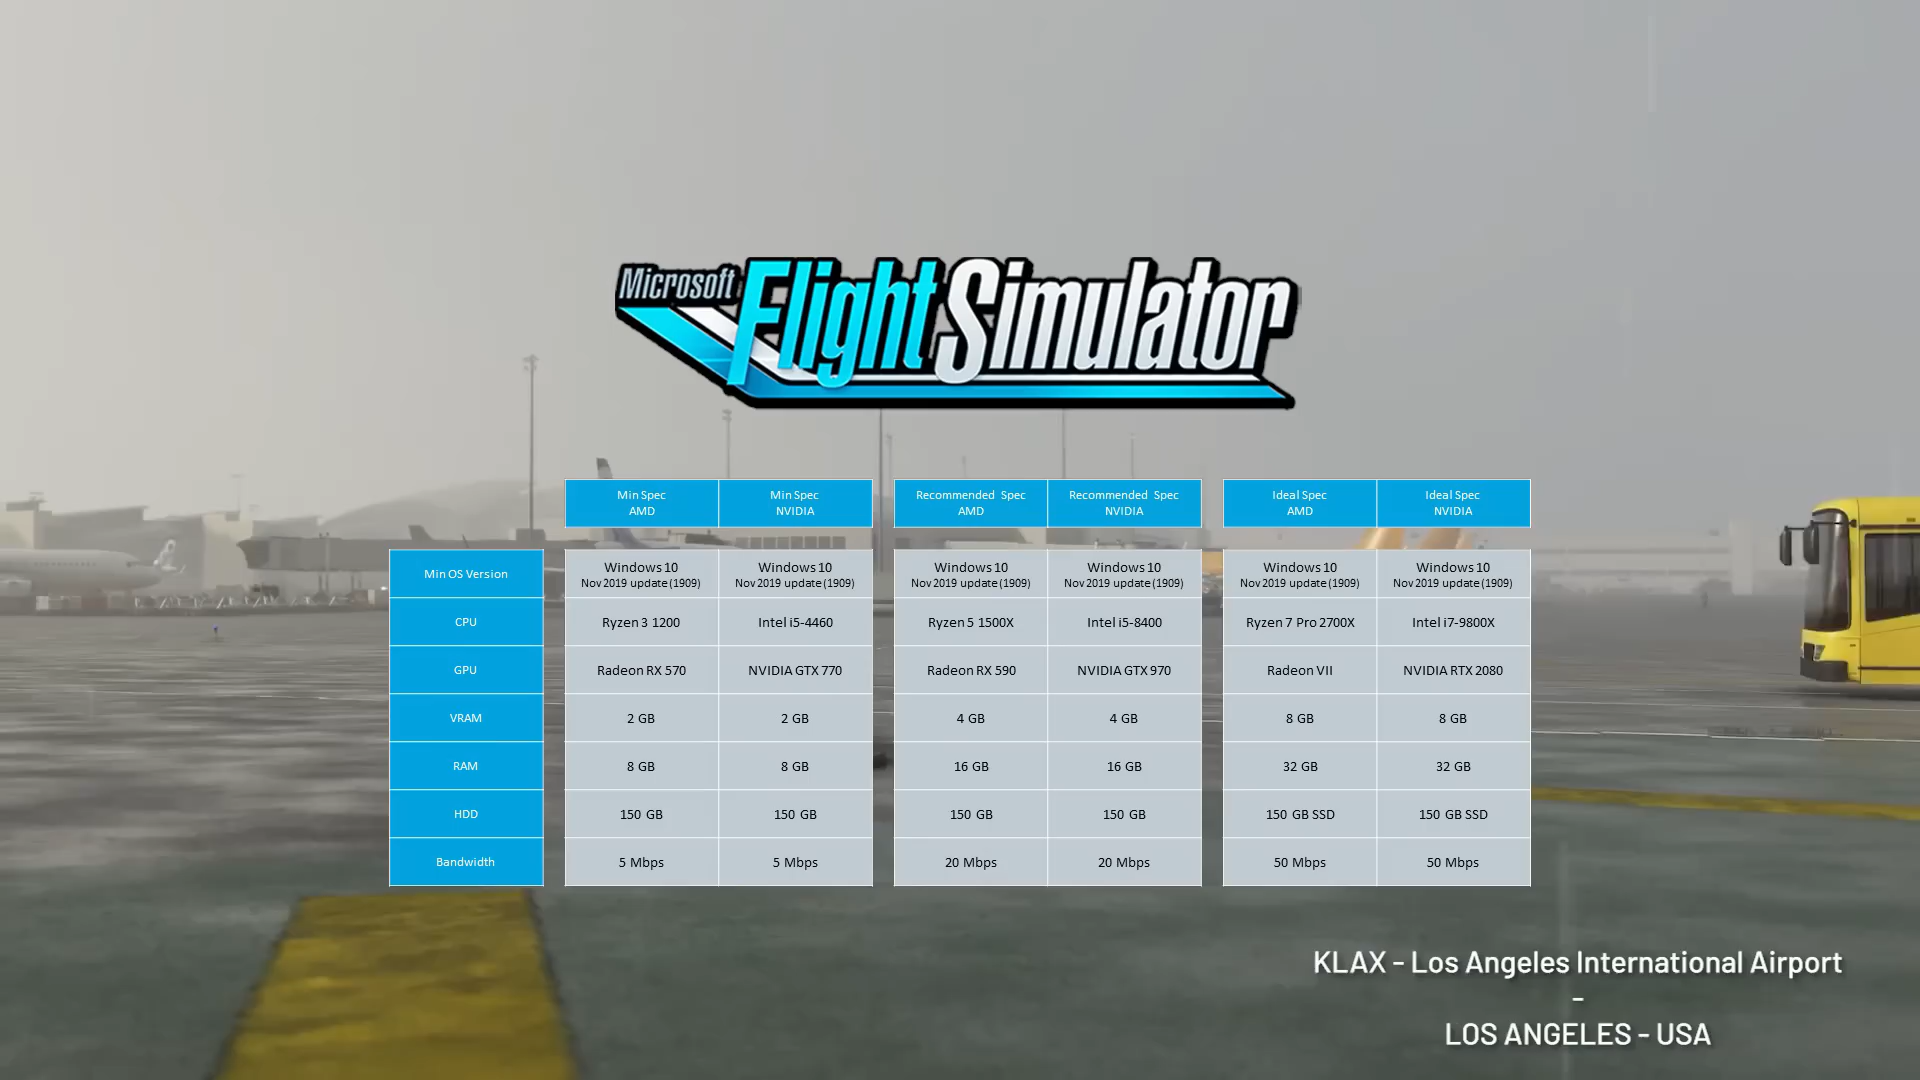 Microsoft Flight Simulator
Min Spec AMD
Min Spec NVIDIA
Recommended Spec AMD
Recommended Spec NVIDIA
Ideal Spec AMD
Ideal Spec NVIDIA
Min OS Version
Windows 10
Nov 2019 update (1909)
Windows 10
Nov 2019 update (1909)
Windows 10
Nov 2019 update (1909)
Windows 10
Nov 2019 update (1909)
Windows 10
Nov 2019 update (1909)
Windows 10
Nov 2019 update (1909)
CPU Ryzen 3 1200 Intel i5-4460 Ryzen 5 1500X Intel i5-8400 Ryzen 7 Pro 2700X Intel i7-9800X
GPU Radeon RX 570 NVIDIA GTX 770 Radeon RX 590 NVIDIA GTX 970 Radeon VII NVIDIA RTX 2080
VRAM 2 GB 2 GB 4 GB 4 GB 8 GB 8 GB
RAM 8 GB 8 GB 16 GB 16 GB 32 GB 32 GB
HDD 150 GB 150 GB 150 GB 150 GB 150 GB SSD 150 GB SSD
Bandwidth 5 Mbps 5 Mbps 20 Mbps 20 Mbps 50 Mbps 50 Mbps
KLAX - Los Angeles International Airport
-
LOS ANGELES - USA